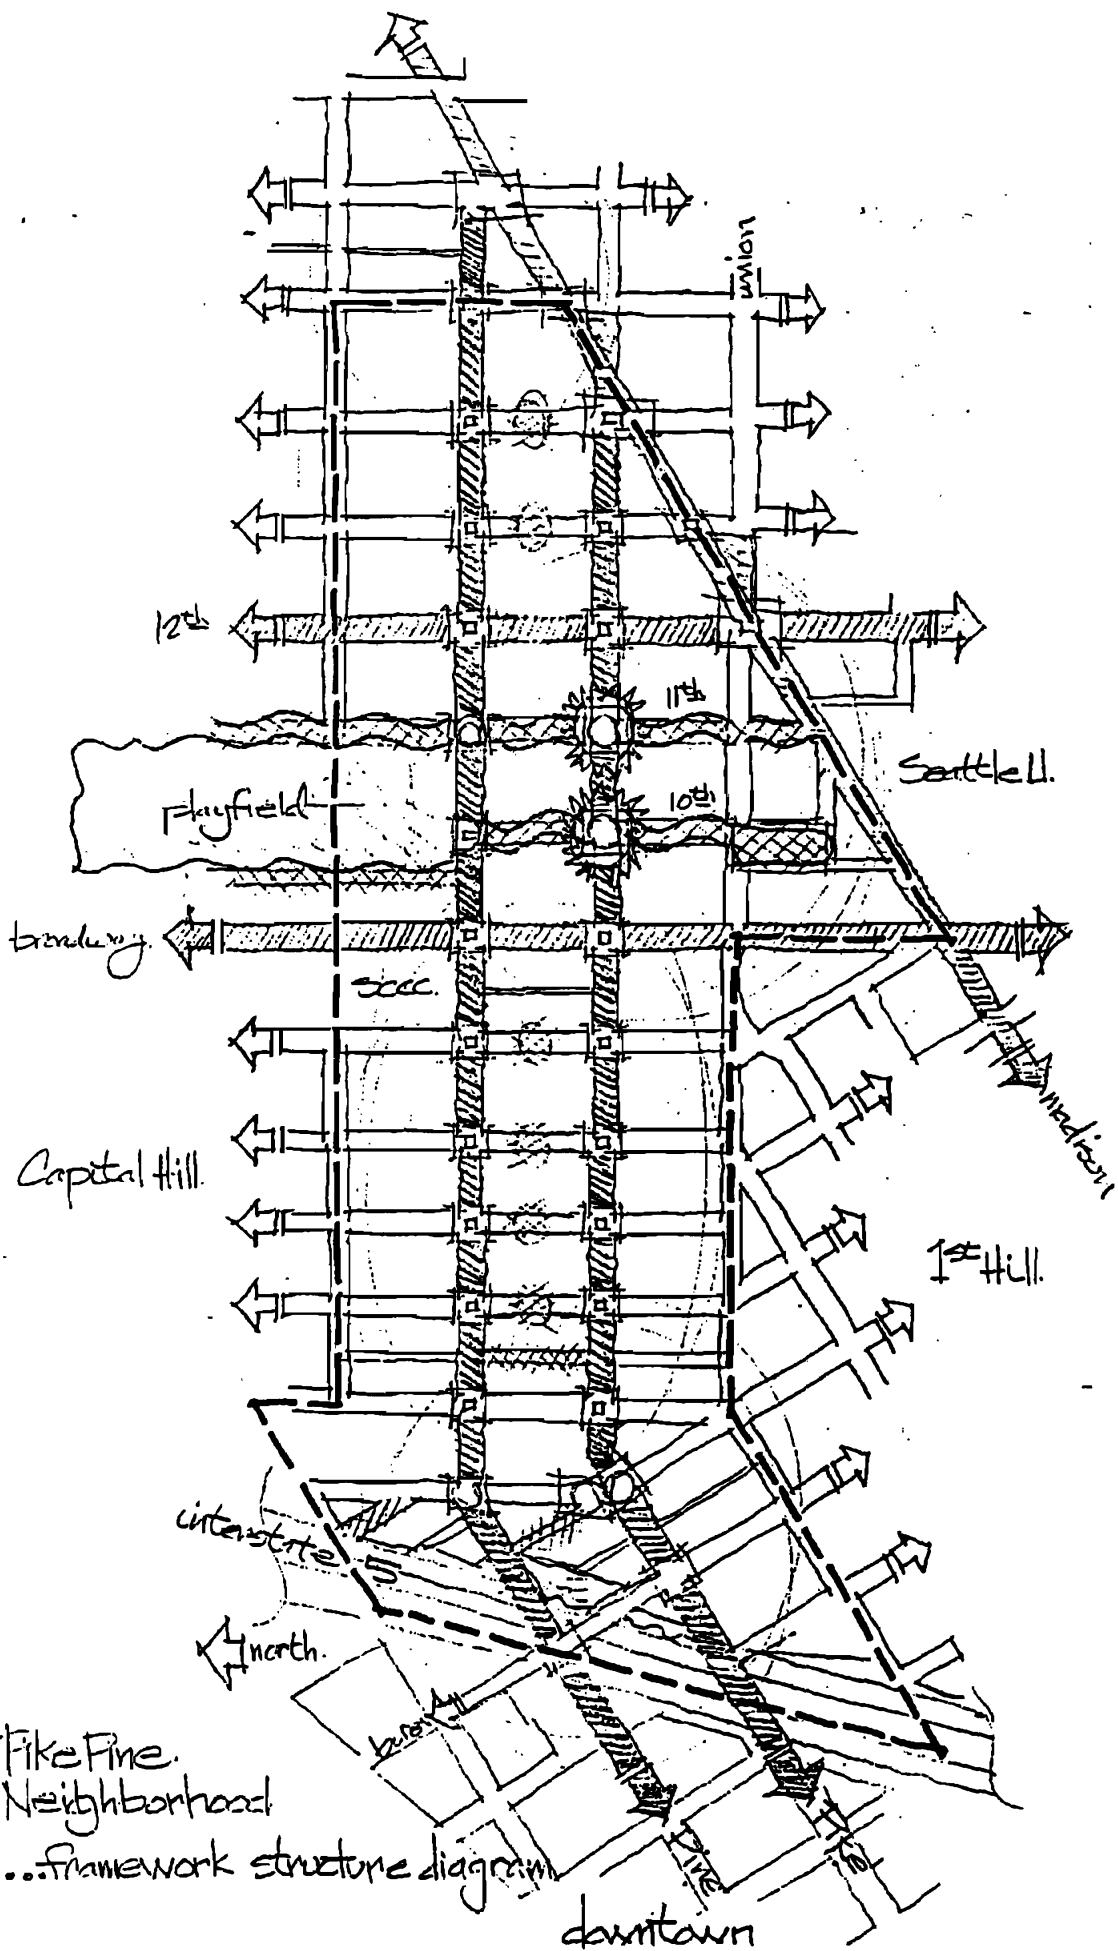 union
12th
11th
Seattle U.
playfield
10th
broadway.
SCCC.
madison
Capital Hill.
1st Hill.
interstate 5
north.
Pike Pine.
Neighborhood
...framework structure diagram
Pine
Pike
downtown